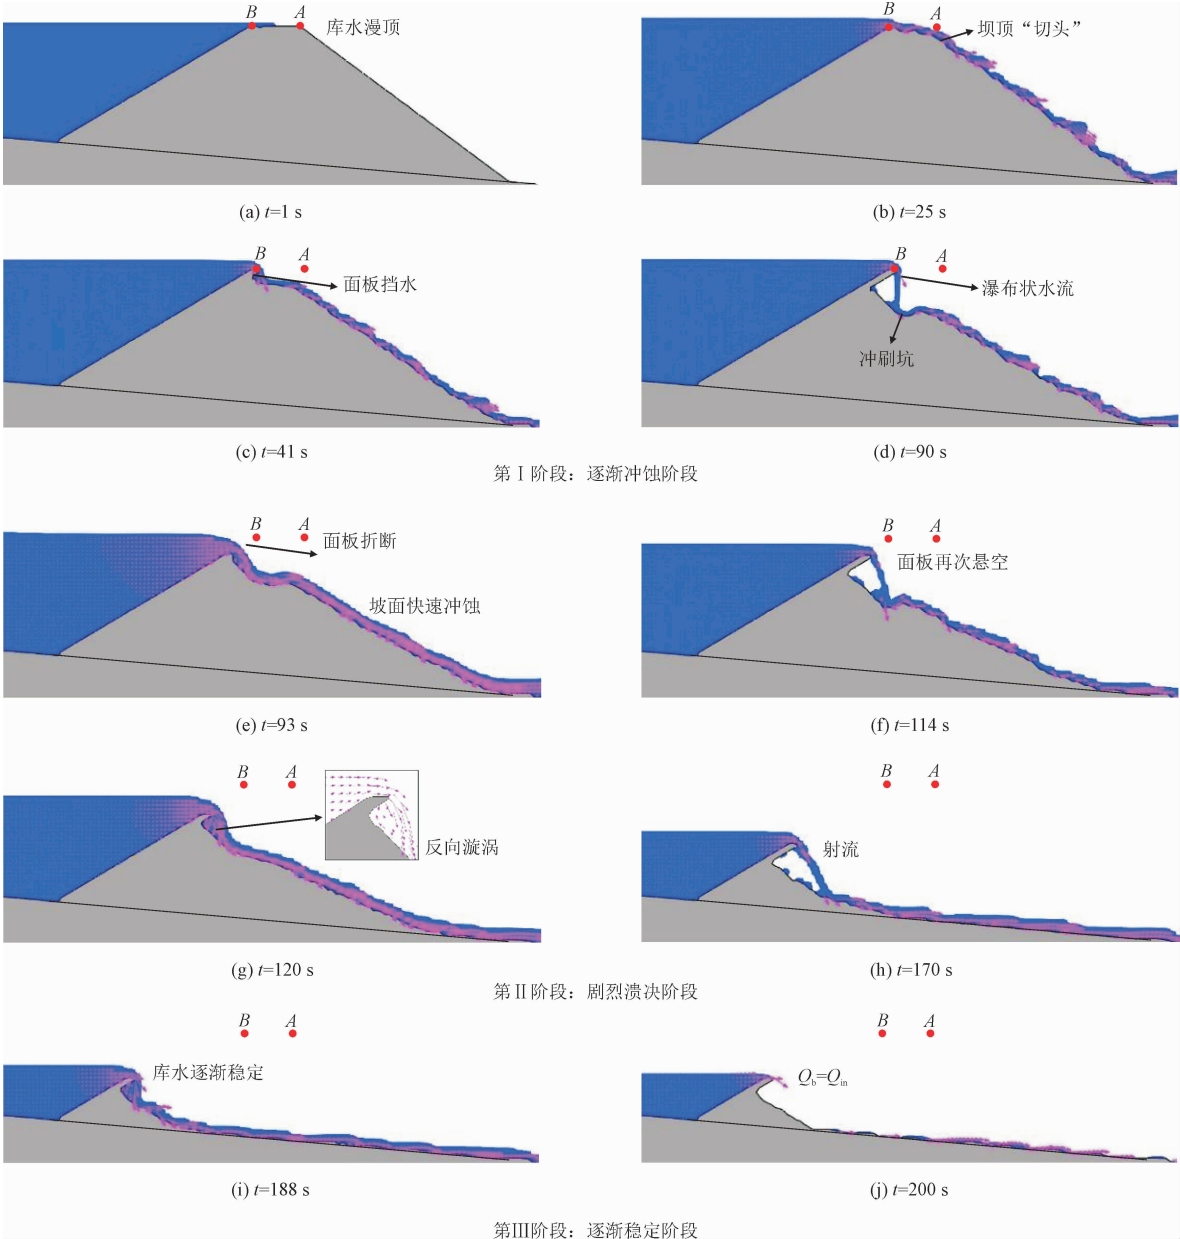 B A 库水漫顶
B A 坝顶“切头”
(a) t=1 s
(b) t=25 s
B A
面板挡水
B A
瀑布状水流
冲刷坑
(c) t=41 s
(d) t=90 s
第Ⅰ阶段：逐渐冲蚀阶段
B A
面板折断
坡面快速冲蚀
B A
面板再次悬空
(e) t=93 s
(f) t=114 s
B A
反向漩涡
B A
射流
(g) t=120 s
(h) t=170 s
第Ⅱ阶段：剧烈溃决阶段
B A
库水逐渐稳定
B A
Qb=Qin
(i) t=188 s
(j) t=200 s
第Ⅲ阶段：逐渐稳定阶段